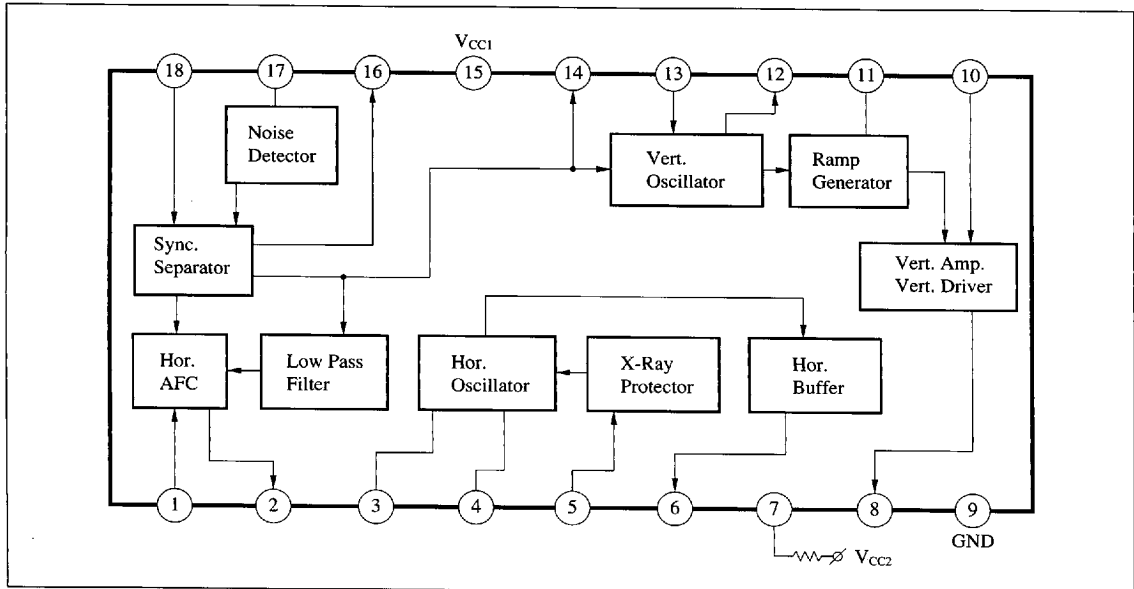 V_CC1
18
17
16
15
14
13
12
11
10
Noise
Detector
Vert.
Oscillator
Ramp
Generator
Sync.
Separator
Vert. Amp.
Vert. Driver
Hor.
AFC
Low Pass
Filter
Hor.
Oscillator
X-Ray
Protector
Hor.
Buffer
1
2
3
4
5
6
7
8
9
GND
V_CC2